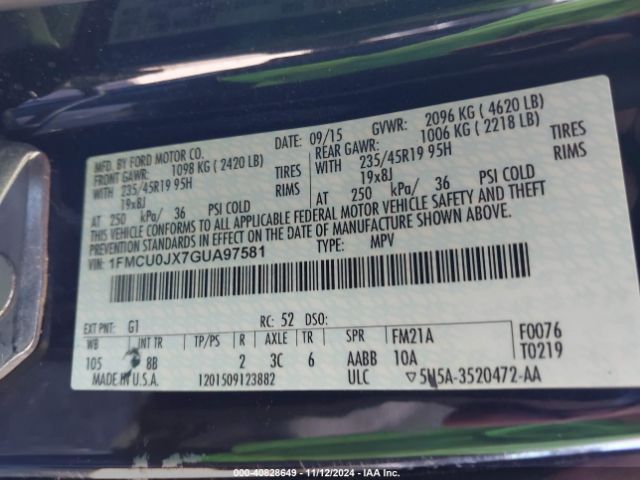 MFD. BY FORD MOTOR CO.
DATE: 09/15 GVWR: 2096 KG ( 4620 LB)
FRONT GAWR: 1098 KG ( 2420 LB)
REAR GAWR: 1006 KG ( 2218 LB)
WITH 235/45R19 95H TIRES
WITH 235/45R19 95H TIRES
19x8J RIMS
19x8J RIMS
AT 250 kPa/ 36 PSI COLD
AT 250 kPa/ 36 PSI COLD
THIS VEHICLE CONFORMS TO ALL APPLICABLE FEDERAL MOTOR VEHICLE SAFETY AND THEFT
PREVENTION STANDARDS IN EFFECT ON THE DATE OF MANUFACTURE SHOWN ABOVE.
VIN: 1FMCU0JX7GUA97581 TYPE: MPV
EXT PNT: G1 RC: 52 DSO: F0076
WB INT TR TP/PS R AXLE TR SPR FM21A T0219
105 8B 2 3C 6 AABB 10A
MADE IN U.S.A. 1201509123882 ULC ▽5U5A-3520472-AA
000-40828649 - 11/12/2024 - IAA Inc.